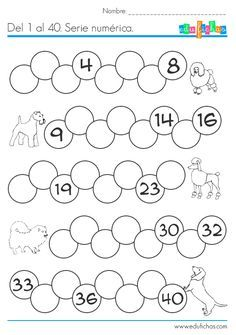 Nombre:
edufichas
Del 1 al 40. Serie numérica.
4 8
9 14 16
19 23
30 32
33 36 40
www.edufichas.com